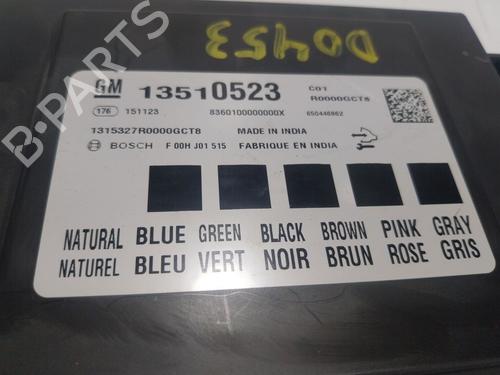 D0453
GM 13510523 C01
R0000GCT8
176 151123 8360100000000X 650446862
1315327R0000GCT8 MADE IN INDIA
BOSCH F 00H J01 515 FABRIQUE EN INDIA
NATURAL BLUE GREEN BLACK BROWN PINK GRAY
NATUREL BLEU VERT NOIR BRUN ROSE GRIS
B-PARTS